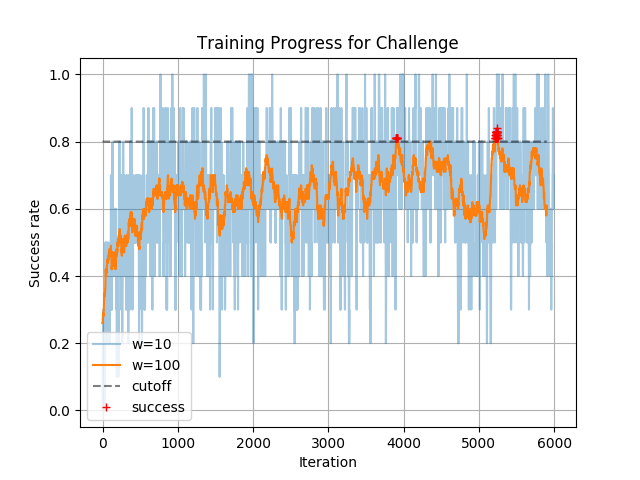 Training Progress for Challenge
Success rate
1.0
0.8
0.6
0.4
0.2
0.0
w=10
w=100
cutoff
success
0 1000 2000 3000 4000 5000 6000
Iteration